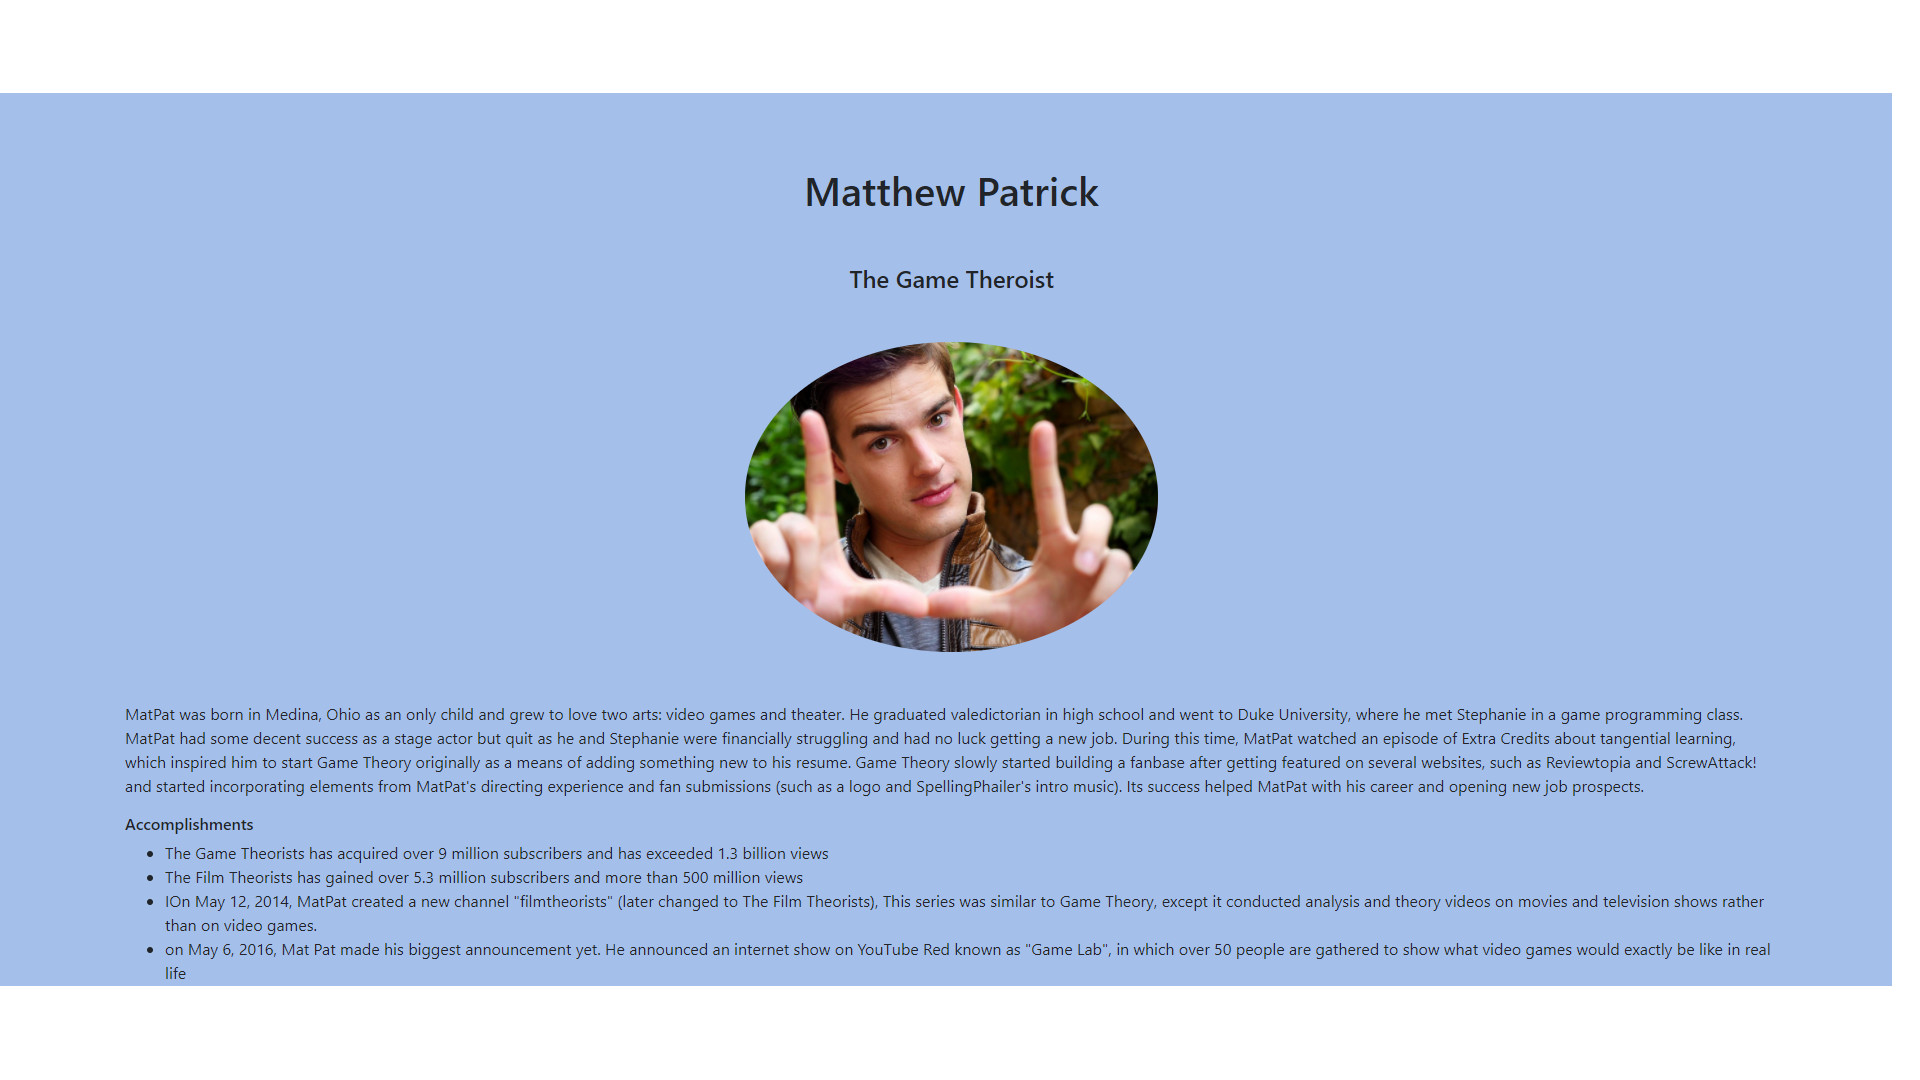 Matthew Patrick
The Game Theroist
MatPat was born in Medina, Ohio as an only child and grew to love two arts: video games and theater. He graduated valedictorian in high school and went to Duke University, where he met Stephanie in a game programming class.
MatPat had some decent success as a stage actor but quit as he and Stephanie were financially struggling and had no luck getting a new job. During this time, MatPat watched an episode of Extra Credits about tangential learning,
which inspired him to start Game Theory originally as a means of adding something new to his resume. Game Theory slowly started building a fanbase after getting featured on several websites, such as Reviewtopia and ScrewAttack!
and started incorporating elements from MatPat's directing experience and fan submissions (such as a logo and SpellingPhailer's intro music). Its success helped MatPat with his career and opening new job prospects.
Accomplishments
• The Game Theorists has acquired over 9 million subscribers and has exceeded 1.3 billion views
• The Film Theorists has gained over 5.3 million subscribers and more than 500 million views
• IOn May 12, 2014, MatPat created a new channel "filmtheorists" (later changed to The Film Theorists), This series was similar to Game Theory, except it conducted analysis and theory videos on movies and television shows rather
than on video games.
• on May 6, 2016, Mat Pat made his biggest announcement yet. He announced an internet show on YouTube Red known as "Game Lab", in which over 50 people are gathered to show what video games would exactly be like in real
life